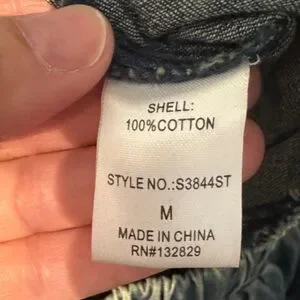 SHELL:
100%COTTON
STYLE NO.:S3844ST
M
MADE IN CHINA
RN#132829